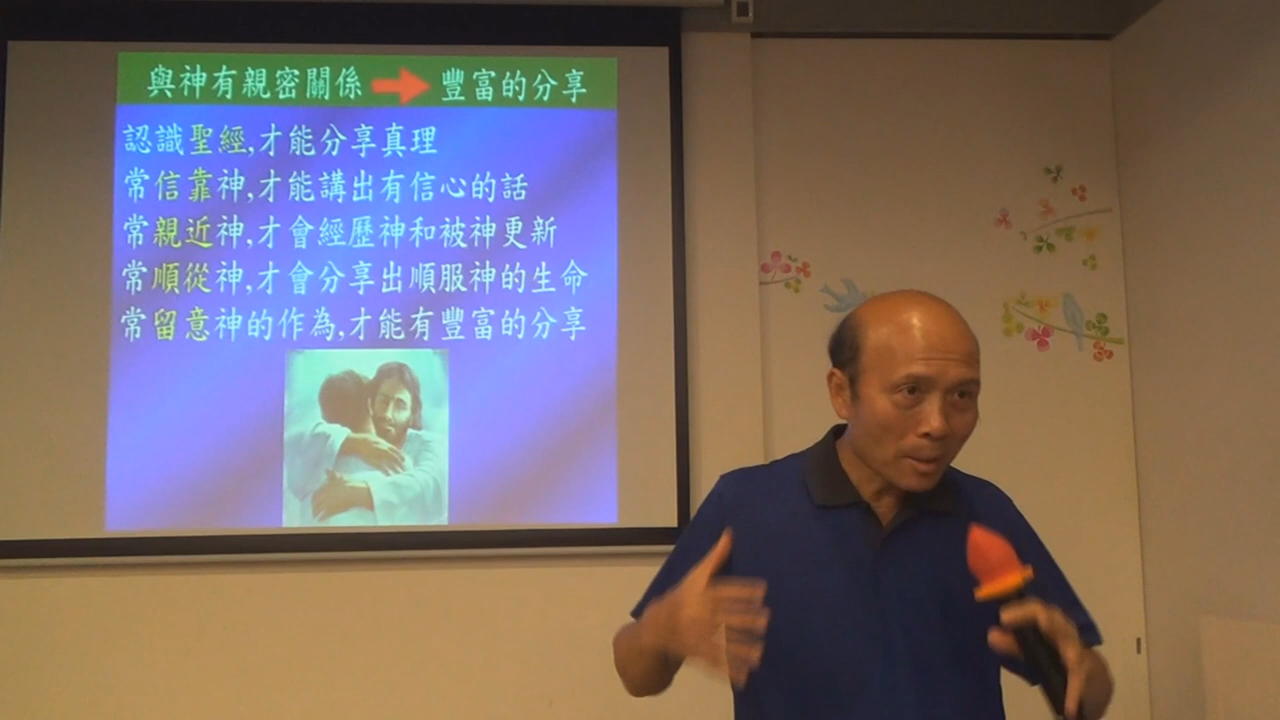 與神有親密關係➡豐富的分享
認識聖經,才能分享真理
常信靠神,才能講出有信心的話
常親近神,才會經歷神和被神更新
常順從神,才會分享出順服神的生命
常留意神的作為,才能有豐富的分享